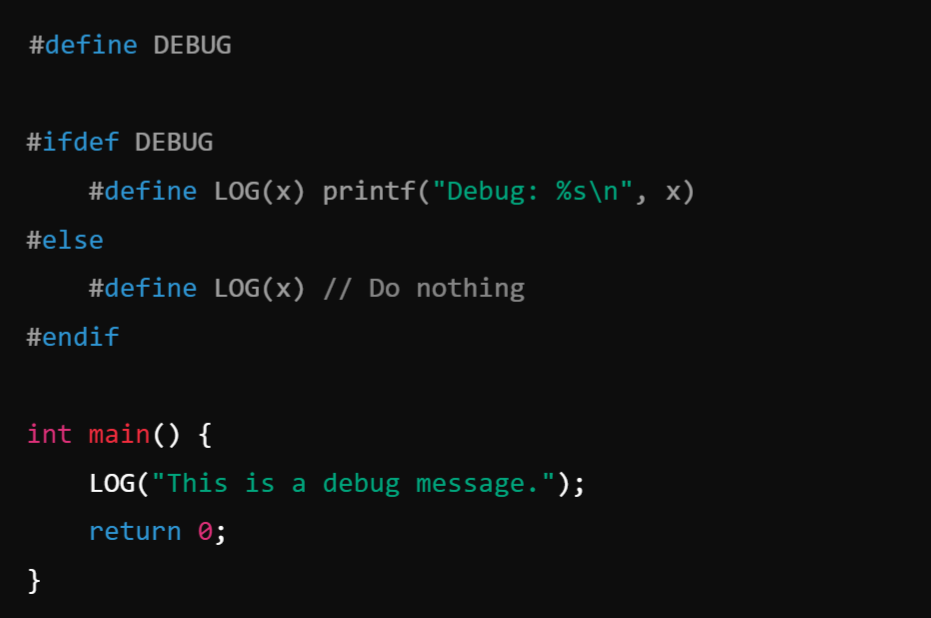 #define DEBUG
#ifdef DEBUG
#define LOG(x) printf("Debug: %s\n", x)
#else
#define LOG(x) // Do nothing
#endif
int main() {
LOG("This is a debug message.");
return 0;
}